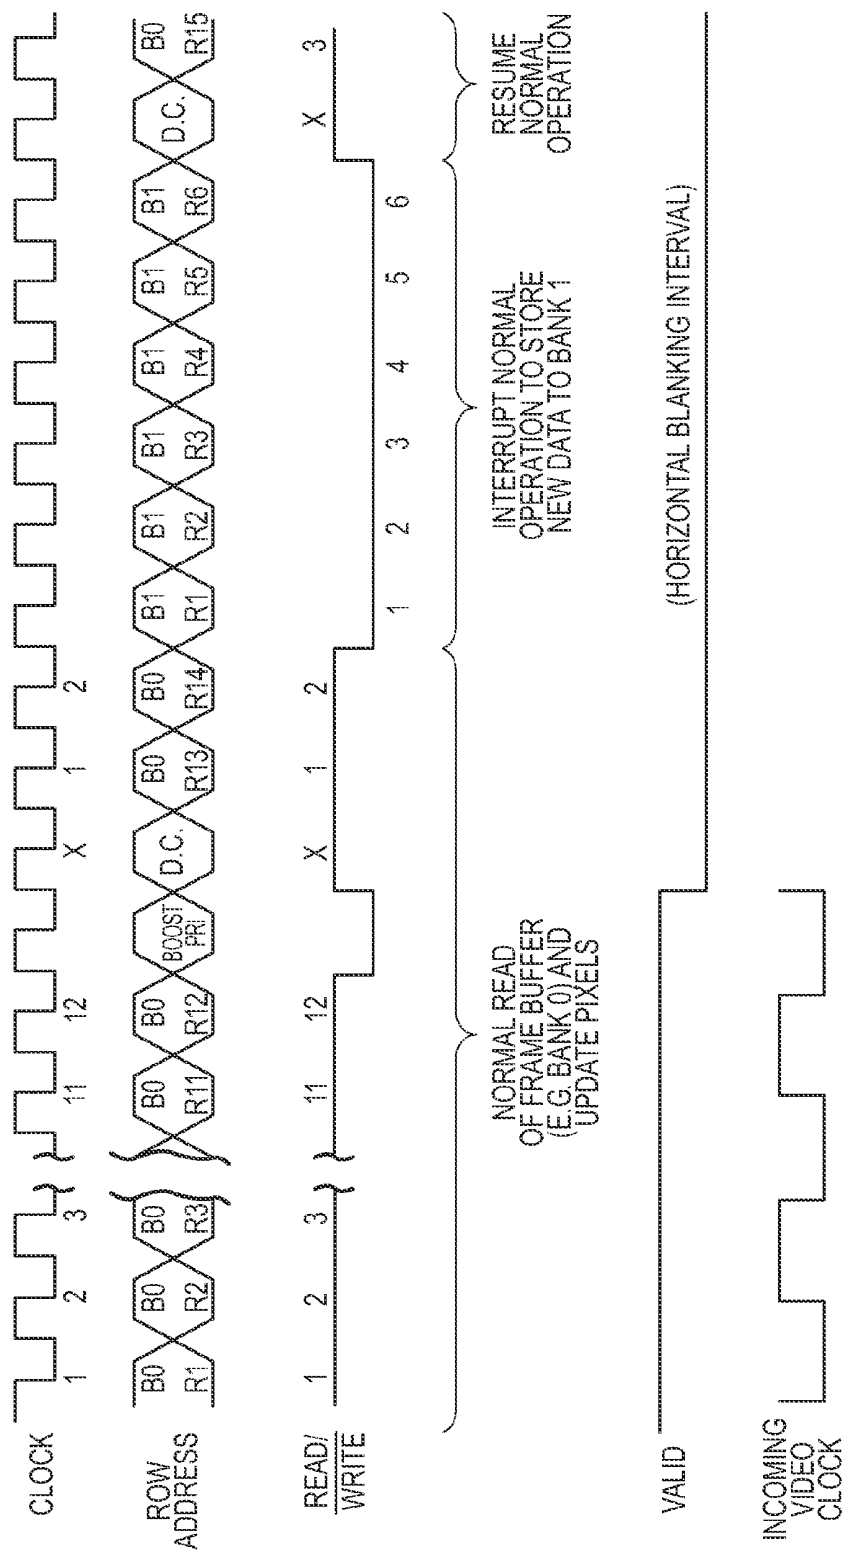 CLOCK
1 2 3 11 12 X 1 2
ROW
ADDRESS
B0 B0 B0 B0 B0 BOOST D.C. B0 B0 B1 B1 B1 B1 B1 B1 D.C. B0
R1 R2 R3 R11 R12 PRI R13 R14 R1 R2 R3 R4 R5 R6 R15
READ/
WRITE
1 2 3 11 12 X 1 2 X 3
1 2 3 4 5 6
NORMAL READ
OF FRAME BUFFER
(E.G. BANK 0) AND
UPDATE PIXELS
INTERRUPT NORMAL
OPERATION TO STORE
NEW DATA TO BANK 1
RESUME
NORMAL
OPERATION
VALID
(HORIZONTAL BLANKING INTERVAL)
INCOMING
VIDEO
CLOCK